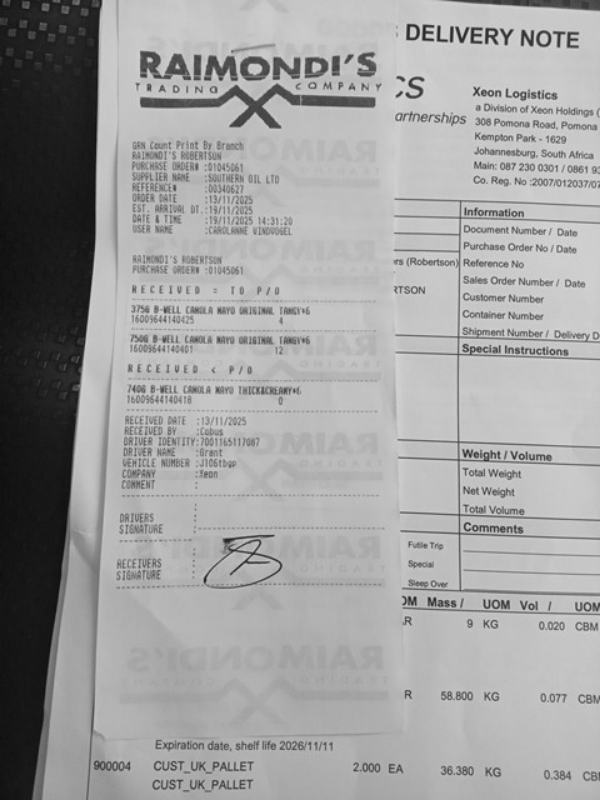 RAIMONDI'S
TRADING COMPANY
GRN Count Print By Branch
RAIMONDI'S ROBERTSON
PURCHASE ORDER# :01045061
SUPPLIER NAME :SOUTHERN OIL LTD
REFERENCE# :00340627
ORDER DATE :13/11/2025
EST. ARRIVAL DT.:19/11/2025
DATE & TIME :19/11/2025 14:31:20
USER NAME :CAROLANNE WINDVOGEL
RAIMONDI'S ROBERTSON
PURCHASE ORDER# :01045061
RECEIVED = TO P/O
375G B-WELL CANOLA MAYO ORIGINAL TANGY*6
16009644140425 4
750G B-WELL CANOLA MAYO ORIGINAL TANGY*6
16009644140401 12
RECEIVED < P/O
740G B-WELL CANOLA MAYO THICK&CREAMY*6
16009644140418 0
RECEIVED DATE :13/11/2025
RECEIVED BY :Cobus
DRIVER IDENTITY:7001165117087
DRIVER NAME :Grant
VEHICLE NUMBER :J106tbgp
COMPANY :Xeon
COMMENT :
DRIVERS :
SIGNATURE :
RECEIVERS :
SIGNATURE :
DELIVERY NOTE
CS
artnerships
Xeon Logistics
a Division of Xeon Holdings (
308 Pomona Road, Pomona
Kempton Park - 1629
Johannesburg, South Africa
Main: 087 230 0301 / 0861 93
Co. Reg. No :2007/012037/07
Information
Document Number / Date
Purchase Order No / Date
rs (Robertson) Reference No
RTSON Sales Order Number / Date
Customer Number
Container Number
Shipment Number / Delivery D
Special Instructions
Weight / Volume
Total Weight
Net Weight
Total Volume
Comments
Futile Trip
Special
Sleep Over
OM Mass / UOM Vol / UOM
R 9 KG 0.020 CBM
R 58.800 KG 0.077 CBM
Expiration date, shelf life 2026/11/11
900004 CUST_UK_PALLET 2.000 EA 36.380 KG 0.384 CB
CUST_UK_PALLET